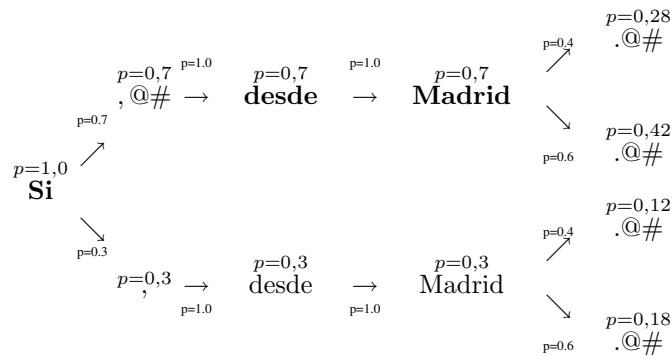 p=0,28
p=0.4 .@#
p=1.0 p=1.0
p=0,7 p=0,7 p=0,7
, @# → desde → Madrid
p=0.7
p=0,42
p=0.6 .@#
p=1,0
Si
p=0,12
p=0.4 .@#
p=0.3
p=0,3 p=0,3 p=0,3
, → desde → Madrid
p=1.0 p=1.0
p=0,18
p=0.6 .@#